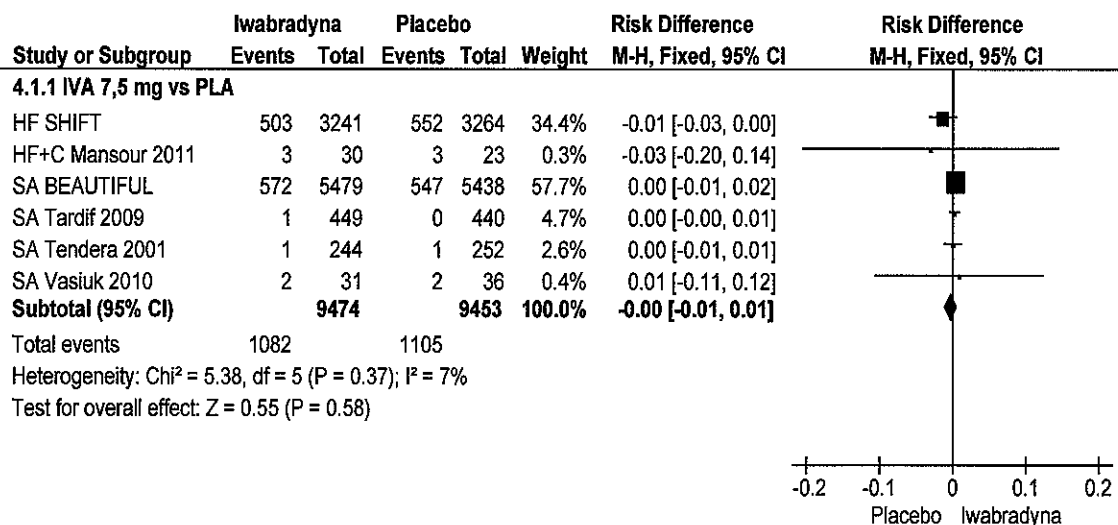 Iwabradyna Placebo Risk Difference Risk Difference
Study or Subgroup Events Total Events Total Weight M-H, Fixed, 95% CI M-H, Fixed, 95% CI
4.1.1 IVA 7,5 mg vs PLA
HF SHIFT 503 3241 552 3264 34.4% -0.01 [-0.03, 0.00]
HF+C Mansour 2011 3 30 3 23 0.3% -0.03 [-0.20, 0.14]
SA BEAUTIFUL 572 5479 547 5438 57.7% 0.00 [-0.01, 0.02]
SA Tardif 2009 1 449 0 440 4.7% 0.00 [-0.00, 0.01]
SA Tendera 2001 1 244 1 252 2.6% 0.00 [-0.01, 0.01]
SA Vasiuk 2010 2 31 2 36 0.4% 0.01 [-0.11, 0.12]
Subtotal (95% CI) 9474 9453 100.0% -0.00 [-0.01, 0.01]
Total events 1082 1105
Heterogeneity: Chi² = 5.38, df = 5 (P = 0.37); I² = 7%
Test for overall effect: Z = 0.55 (P = 0.58)
-0.2 -0.1 0 0.1 0.2
Placebo Iwabradyna